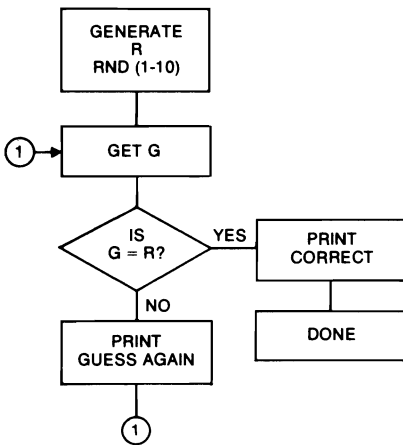 GENERATE
R
RND (1-10)
1
GET G
IS
G = R?
YES
PRINT
CORRECT
NO
DONE
PRINT
GUESS AGAIN
1